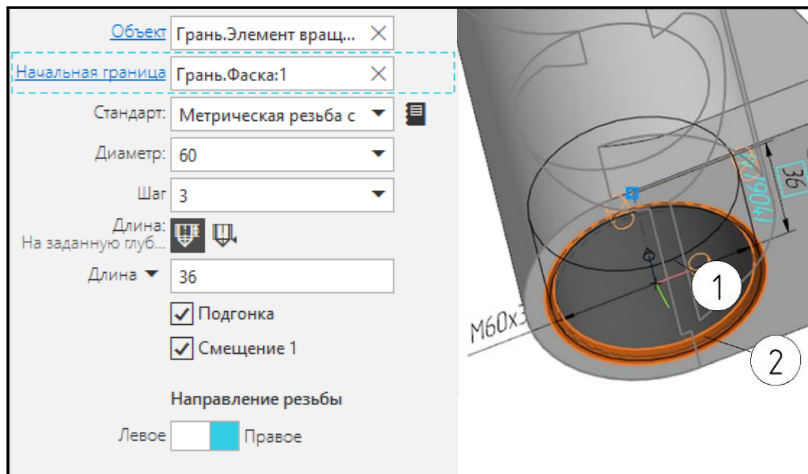 Объект Грань.Элемент вращ...
Начальная граница Грань.Фаска:1
Стандарт: Метрическая резьба с
Диаметр: 60
Шаг 3
Длина:
На заданную глуб...
Длина 36
Подгонка
Смещение 1
Направление резьбы
Левое Правое
36
1
M60x3
2